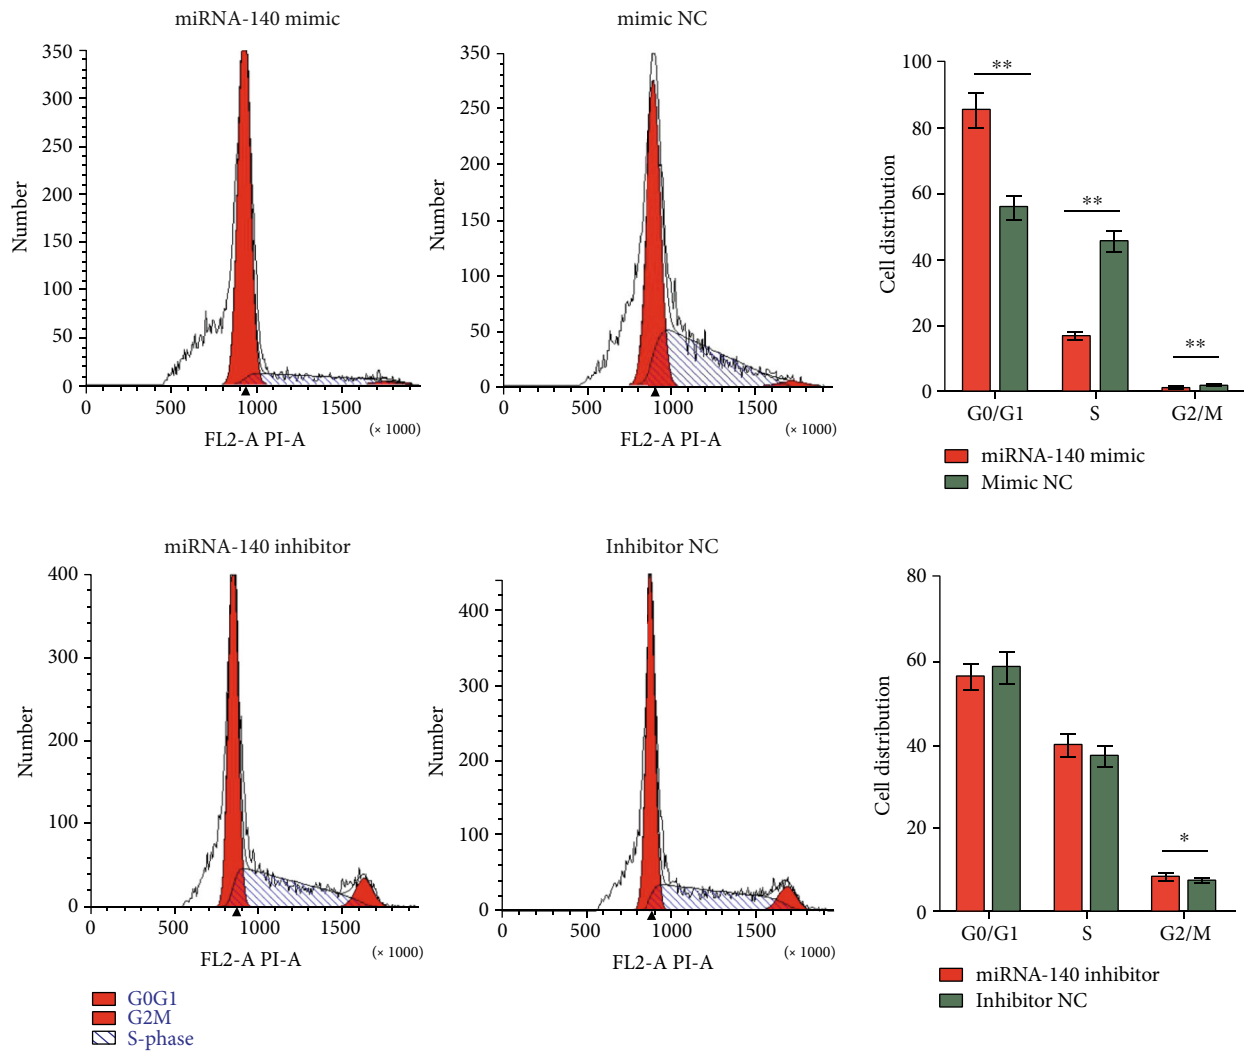 miRNA-140 mimic
350
300
250
200
150
100
50
0
Number
0 500 1000 1500
(× 1000)
FL2-A PI-A
mimic NC
350
250
200
150
100
50
0
Number
0 500 1000 1500
(× 1000)
FL2-A PI-A
100
80
60
40
20
0
Cell distribution
**
**
**
G0/G1 S G2/M
miRNA-140 mimic
Mimic NC
miRNA-140 inhibitor
400
300
200
100
0
Number
0 500 1000 1500
(× 1000)
FL2-A PI-A
G0G1
G2M
S-phase
Inhibitor NC
400
300
200
100
0
Number
0 500 1000 1500
(× 1000)
FL2-A PI-A
80
60
40
20
0
Cell distribution
*
G0/G1 S G2/M
miRNA-140 inhibitor
Inhibitor NC